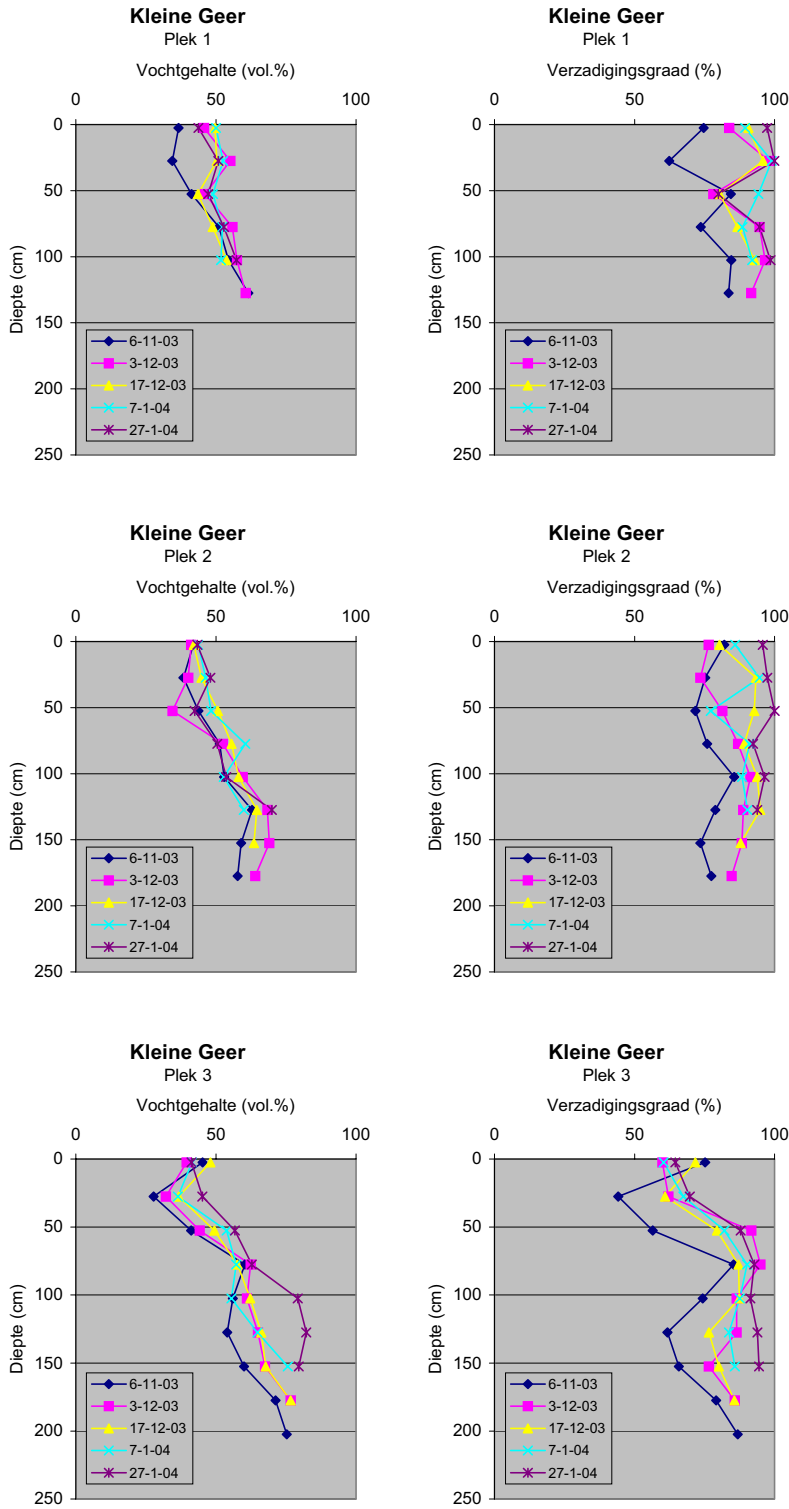 Kleine Geer
Plek 1
Vochtgehalte (vol.%)
0 50 100
0
50
100
150
200
250
Diepte (cm)
6-11-03
3-12-03
17-12-03
7-1-04
27-1-04
Kleine Geer
Plek 1
Verzadigingsgraad (%)
0 50 100
0
50
100
150
200
250
Diepte (cm)
6-11-03
3-12-03
17-12-03
7-1-04
27-1-04
Kleine Geer
Plek 2
Vochtgehalte (vol.%)
0 50 100
0
50
100
150
200
250
Diepte (cm)
6-11-03
3-12-03
17-12-03
7-1-04
27-1-04
Kleine Geer
Plek 2
Verzadigingsgraad (%)
0 50 100
0
50
100
150
200
250
Diepte (cm)
6-11-03
3-12-03
17-12-03
7-1-04
27-1-04
Kleine Geer
Plek 3
Vochtgehalte (vol.%)
0 50 100
0
50
100
150
200
250
Diepte (cm)
6-11-03
3-12-03
17-12-03
7-1-04
27-1-04
Kleine Geer
Plek 3
Verzadigingsgraad (%)
0 50 100
0
50
100
150
200
250
Diepte (cm)
6-11-03
3-12-03
17-12-03
7-1-04
27-1-04